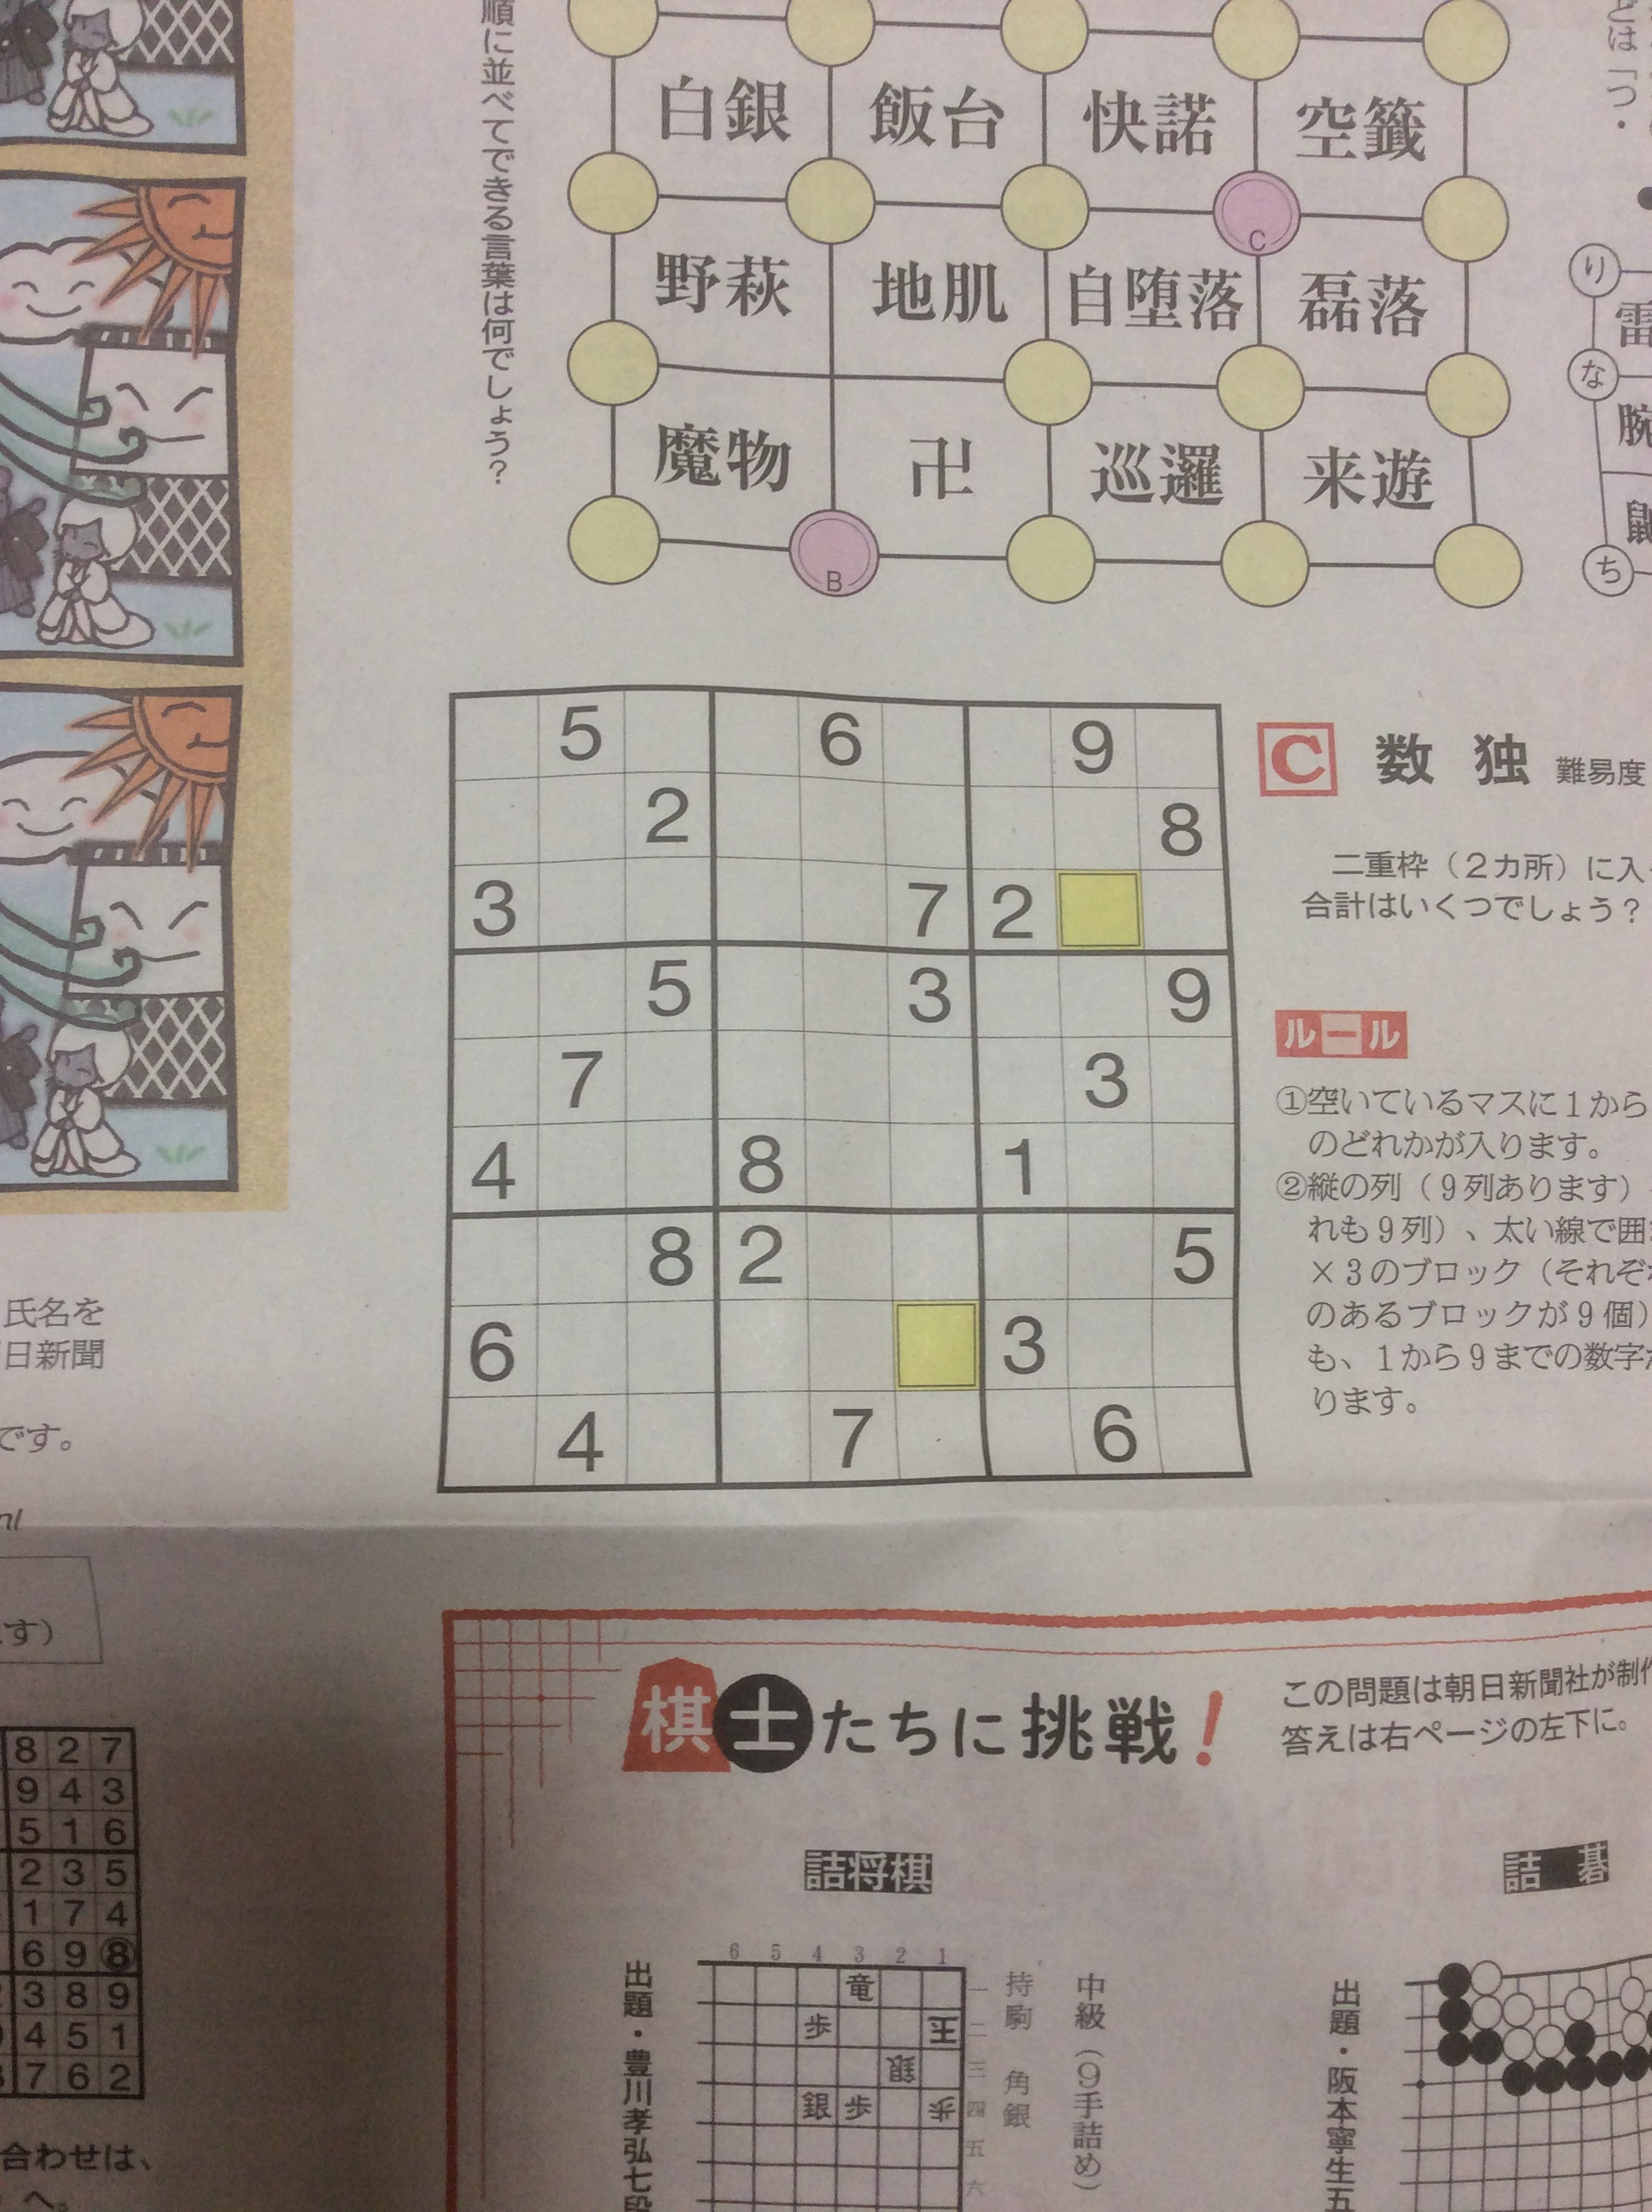 順に並べてできる言葉は何でしょう？
白銀 飯台 快諾 空籤
C
野萩 地肌 自堕落 磊落
魔物 卍 巡邏 来遊
B
とは「つ・
り
雷
な
腕
ち
C 数独 難易度
二重枠（２カ所）に入
合計はいくつでしょう？
5 6 9
2 8
3 7 2
5 3 9
7 3
4 8 1
8 2 5
6 3
4 7 6
ルール
①空いているマスに１から
のどれかが入ります。
②縦の列（９列あります）
れも９列）、太い線で囲
×３のブロック（それぞれ
のあるブロックが９個）
も、１から９までの数字が
ります。
氏名を
日新聞
です。
す）
8 2 7
9 4 3
5 1 6
2 3 5
1 7 4
6 9 8
3 8 9
4 5 1
7 6 2
合わせは、
へ。
棋士たちに挑戦！
この問題は朝日新聞社が制作
答えは右ページの左下に。
詰将棋
出題・豊川孝弘七段
6 5 4 3 2 1
竜 一
歩 王 二
銀 三
銀 歩 歩 四
五
六
持駒 角銀
中級（９手詰め）
詰碁
出題・阪本寧生五